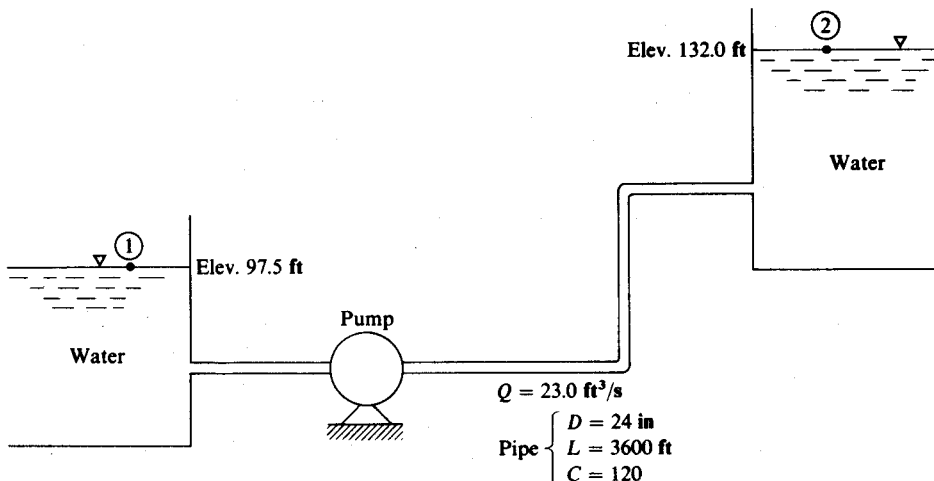 ②
Elev. 132.0 ft
Water
①
Elev. 97.5 ft
Pump
Water
Q = 23.0 ft³/s
D = 24 in
Pipe { L = 3600 ft
C = 120